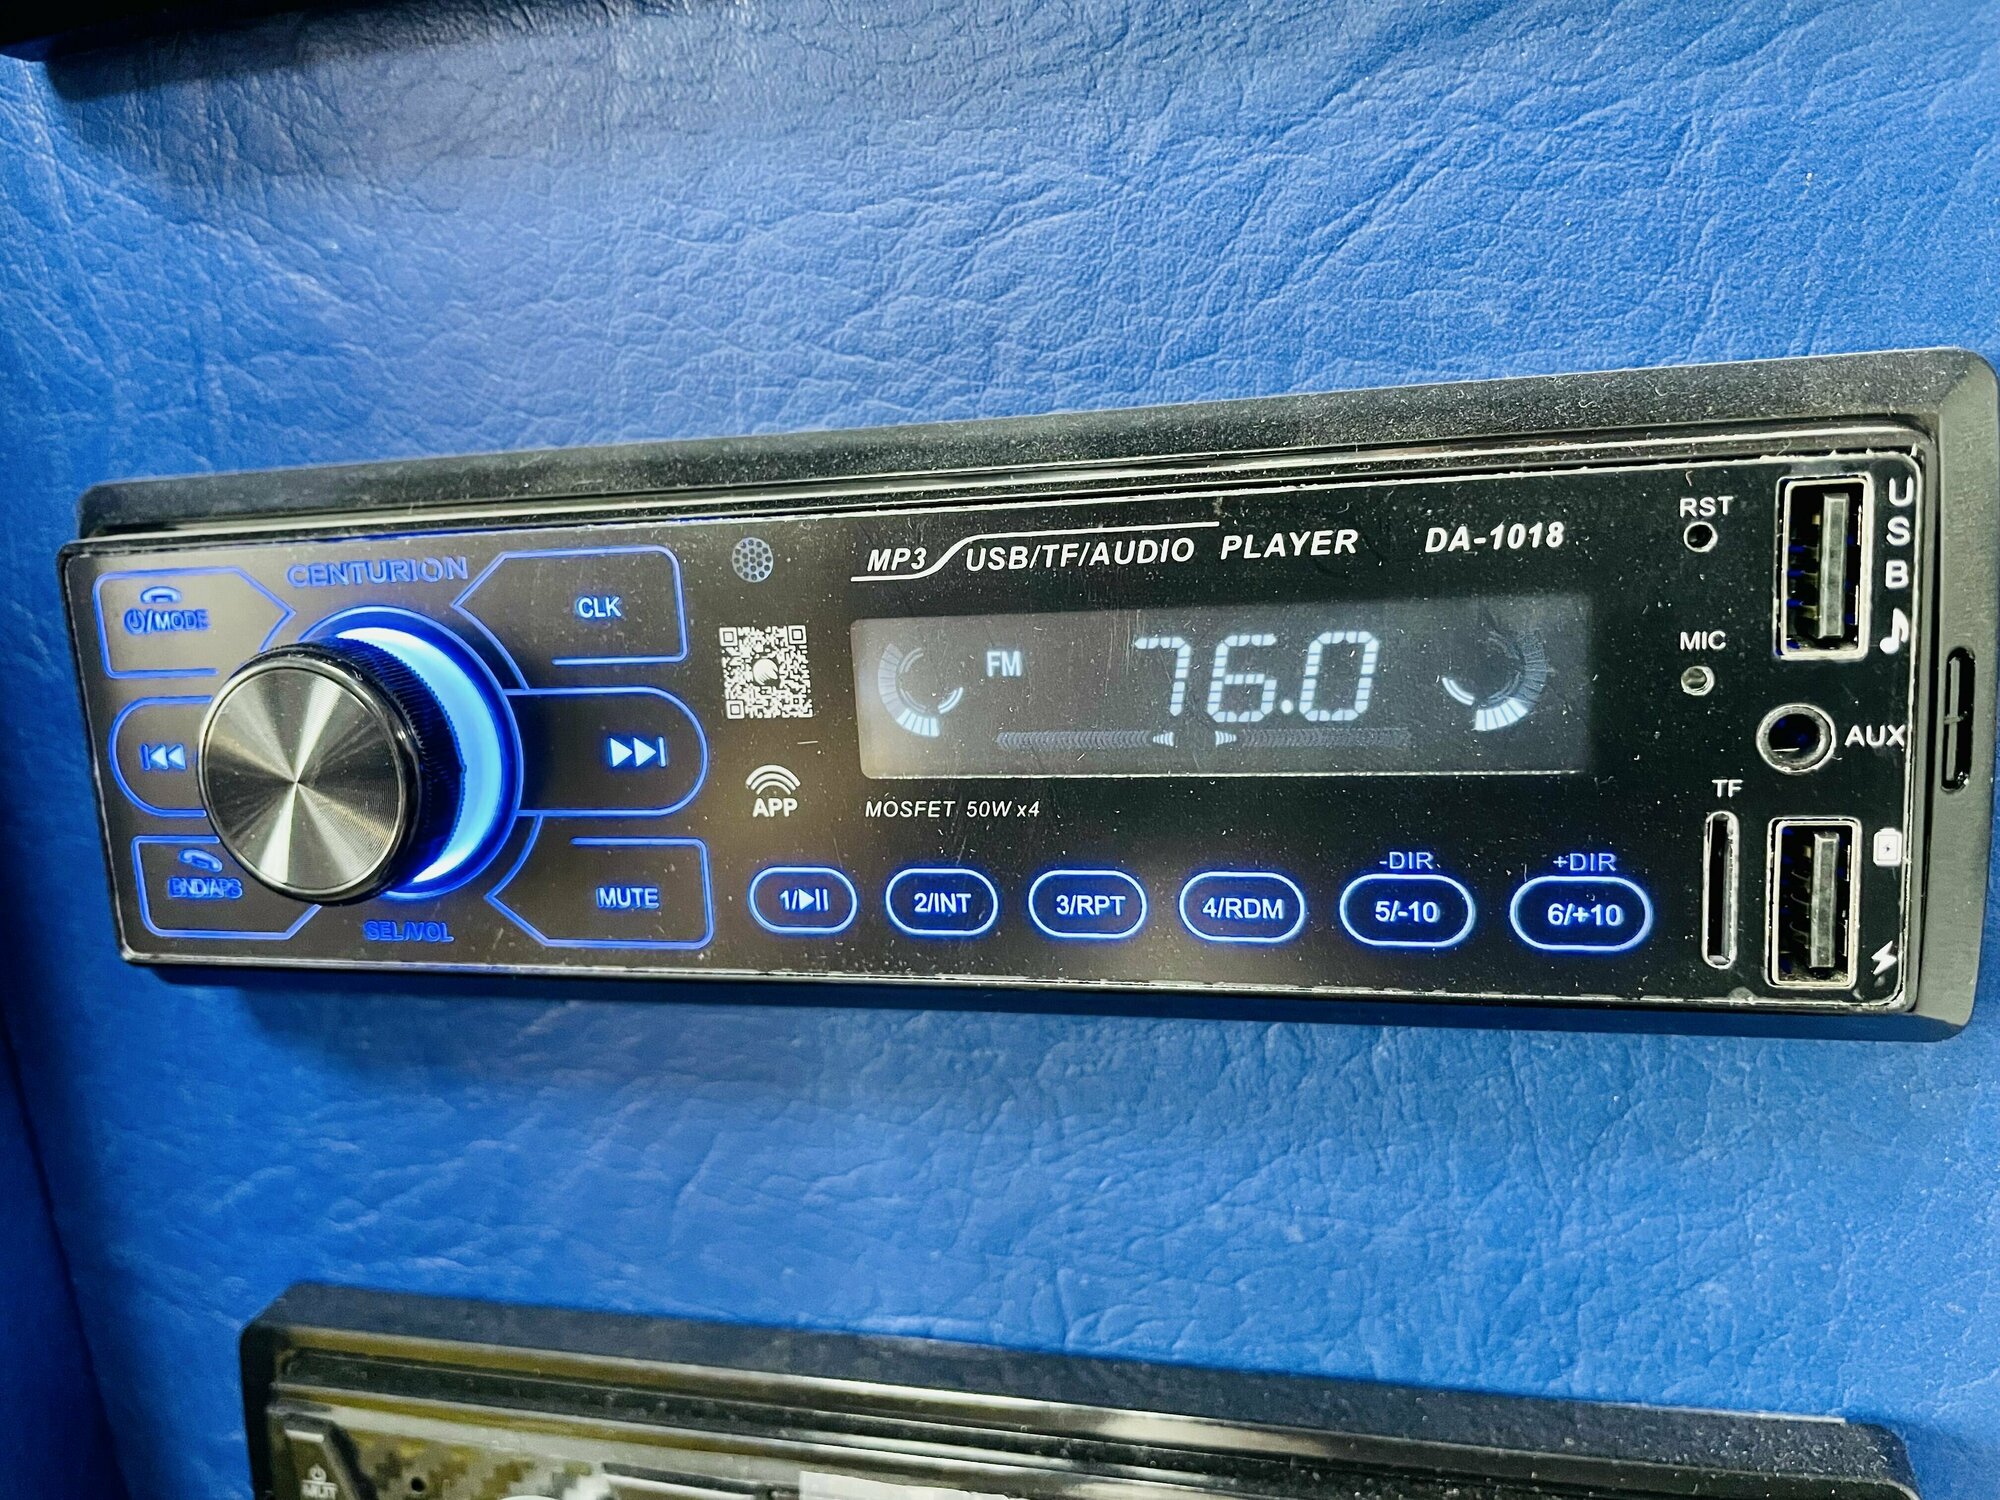 CENTURION
⏻/MODE
CLK
BND/APS
MUTE
SEL/VOL
APP
MP3 USB/TF/AUDIO PLAYER DA-1018
FM 76.0
MOSFET 50W x4
1/
2/INT
3/RPT
4/RDM
-DIR
5/-10
+DIR
6/+10
RST
MIC
USB
AUX
TF